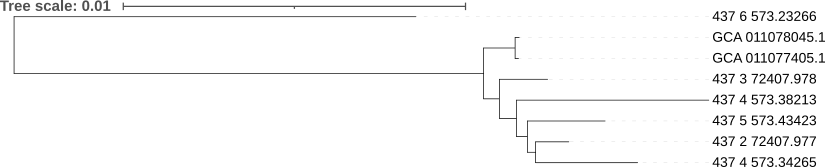 Tree scale: 0.01
437 6 573.23266
GCA 011078045.1
GCA 011077405.1
437 3 72407.978
437 4 573.38213
437 5 573.43423
437 2 72407.977
437 4 573.34265